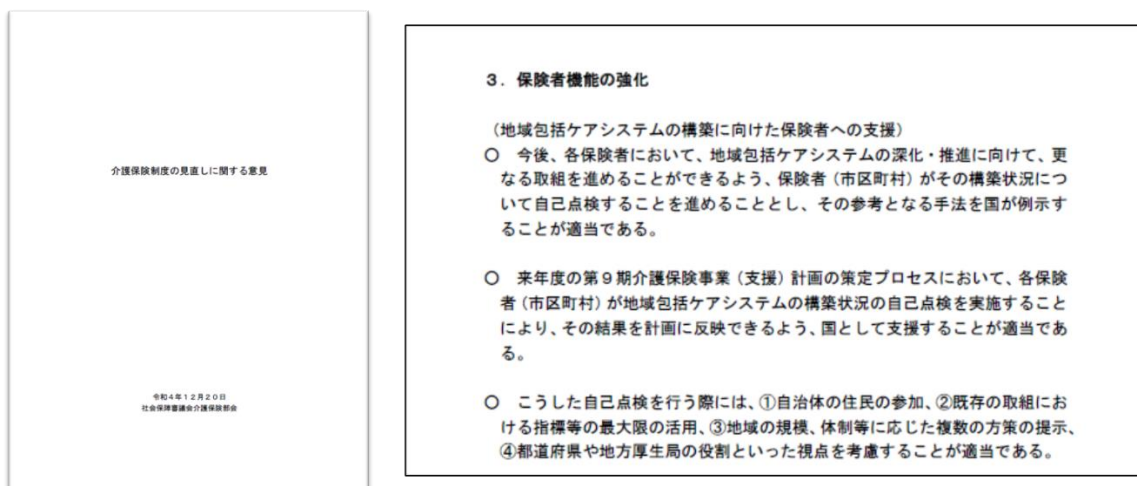 介護保険制度の見直しに関する意見
令和4年12月20日
社会保障審議会介護保険部会
3．保険者機能の強化
（地域包括ケアシステムの構築に向けた保険者への支援）
○　今後、各保険者において、地域包括ケアシステムの深化・推進に向けて、更
なる取組を進めることができるよう、保険者（市区町村）がその構築状況につ
いて自己点検することを進めることとし、その参考となる手法を国が例示す
ることが適当である。
○　来年度の第９期介護保険事業（支援）計画の策定プロセスにおいて、各保険
者（市区町村）が地域包括ケアシステムの構築状況の自己点検を実施すること
により、その結果を計画に反映できるよう、国として支援することが適当であ
る。
○　こうした自己点検を行う際には、①自治体の住民の参加、②既存の取組にお
ける指標等の最大限の活用、③地域の規模、体制等に応じた複数の方策の提示、
④都道府県や地方厚生局の役割といった視点を考慮することが適当である。